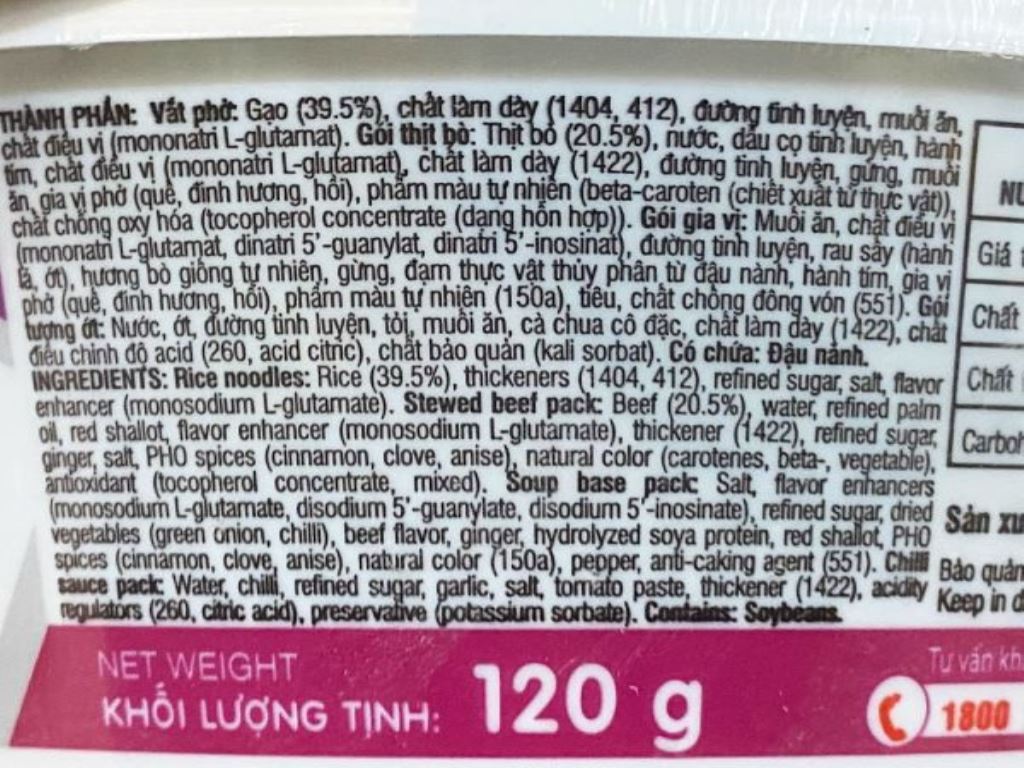 THÀNH PHẦN: Vắt phở: Gạo (39.5%), chất làm dày (1404, 412), đường tinh luyện, muối ăn,
chất điều vị (mononatri L-glutamat). Gói thịt bò: Thịt bò (20.5%), nước, dầu cọ tinh luyện, hành
tím, chất điều vị (mononatri L-glutamat), chất làm dày (1422), đường tinh luyện, gừng, muối
ăn, gia vị phở (quế, đinh hương, hồi), phẩm màu tự nhiên (beta-caroten (chiết xuất từ thực vật)),
chất chống oxy hóa (tocopherol concentrate (dạng hỗn hợp)). Gói gia vị: Muối ăn, chất điều vị
(mononatri L-glutamat, dinatri 5'-guanylat, dinatri 5'-inosinat), đường tinh luyện, rau sấy (hành
lá, ớt), hương bò giống tự nhiên, gừng, đạm thực vật thủy phân từ đậu nành, hành tím, gia vị
phở (quế, đinh hương, hồi), phẩm màu tự nhiên (150a), tiêu, chất chống đông vón (551). Gói
tương ớt: Nước, ớt, đường tinh luyện, tỏi, muối ăn, cà chua cô đặc, chất làm dày (1422), chất
điều chỉnh độ acid (260, acid citric), chất bảo quản (kali sorbat). Có chứa: Đậu nành.
INGREDIENTS: Rice noodles: Rice (39.5%), thickeners (1404, 412), refined sugar, salt, flavor
enhancer (monosodium L-glutamate). Stewed beef pack: Beef (20.5%), water, refined palm
oil, red shallot, flavor enhancer (monosodium L-glutamate), thickener (1422), refined sugar,
ginger, salt, PHO spices (cinnamon, clove, anise), natural color (carotenes, beta-, vegetable),
antioxidant (tocopherol concentrate, mixed). Soup base pack: Salt, flavor enhancers
(monosodium L-glutamate, disodium 5'-guanylate, disodium 5'-inosinate), refined sugar, dried
vegetables (green onion, chilli), beef flavor, ginger, hydrolyzed soya protein, red shallot, PHO
spices (cinnamon, clove, anise), natural color (150a), pepper, anti-caking agent (551). Chilli
sauce pack: Water, chilli, refined sugar, garlic, salt, tomato paste, thickener (1422), acidity
regulators (260, citric acid), preservative (potassium sorbate). Contains: Soybeans.
NET WEIGHT
KHỐI LƯỢNG TỊNH: 120 g
Giá
Chất
Chất
Sản
Bảo quản
Keep in
Tư vấn
1800